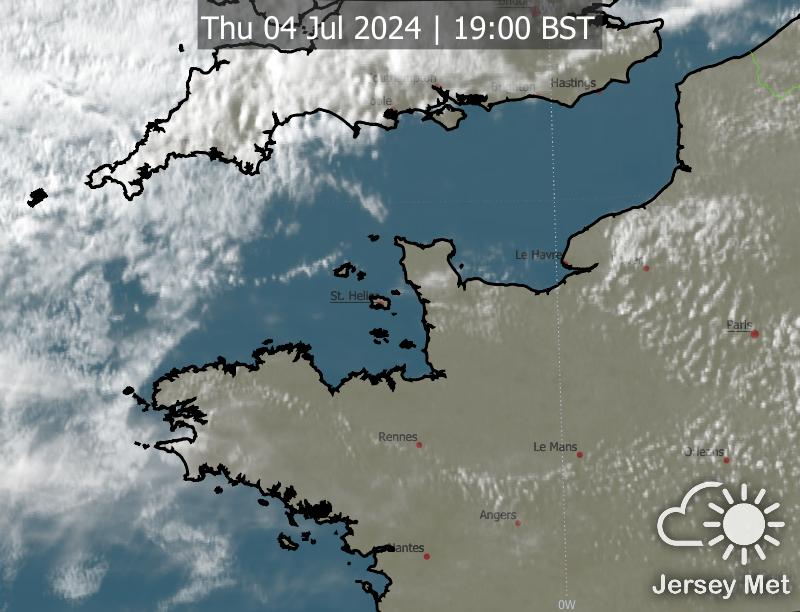 Thu 04 Jul 2024 | 19:00 BST
Hastings
Le Havre
St. Helier
Paris
Rennes
Le Mans
Orleans
Angers
Nantes
0W
Jersey Met